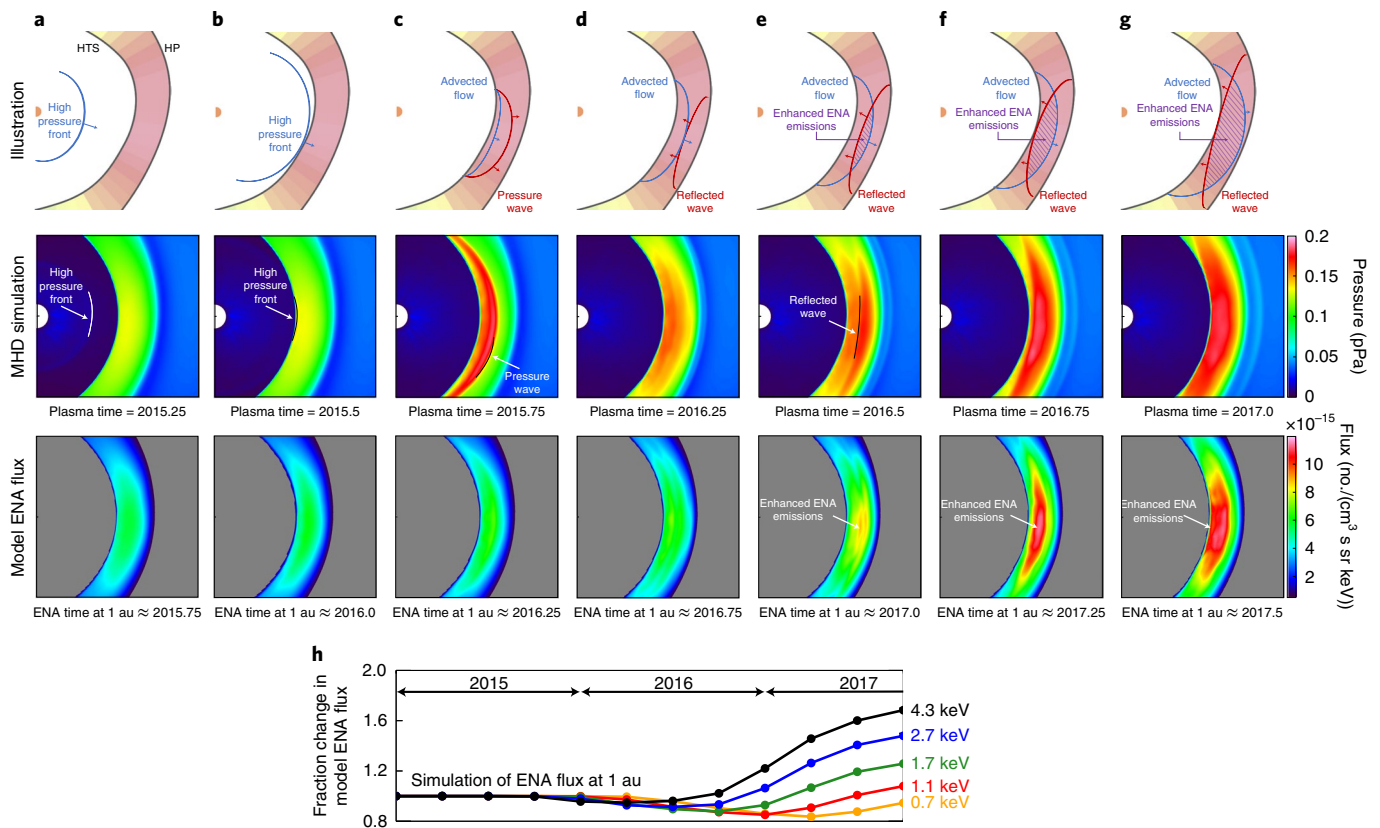 a
b
c
d
e
f
g
Illustration
HTS
HP
High
pressure
front
High
pressure
front
Advected
flow
Pressure
wave
Advected
flow
Reflected
wave
Advected
flow
Enhanced ENA
emissions
Reflected
wave
Advected
flow
Enhanced ENA
emissions
Reflected
wave
Advected
flow
Enhanced ENA
emissions
Reflected
wave
MHD simulation
High
pressure
front
High
pressure
front
Pressure
wave
Reflected
wave
0.2
0.15
0.1
0.05
0
Pressure (pPa)
Plasma time = 2015.25
Plasma time = 2015.5
Plasma time = 2015.75
Plasma time = 2016.25
Plasma time = 2016.5
Plasma time = 2016.75
Plasma time = 2017.0
Model ENA flux
Enhanced ENA
emissions
Enhanced ENA
emissions
Enhanced ENA
emissions
×10⁻¹⁵
10
8
6
4
2
Flux (no./(cm³ s sr keV))
ENA time at 1 au ≈ 2015.75
ENA time at 1 au ≈ 2016.0
ENA time at 1 au ≈ 2016.25
ENA time at 1 au ≈ 2016.75
ENA time at 1 au ≈ 2017.0
ENA time at 1 au ≈ 2017.25
ENA time at 1 au ≈ 2017.5
h
Fraction change in
model ENA flux
2.0
1.6
1.2
0.8
2015
2016
2017
Simulation of ENA flux at 1 au
4.3 keV
2.7 keV
1.7 keV
1.1 keV
0.7 keV